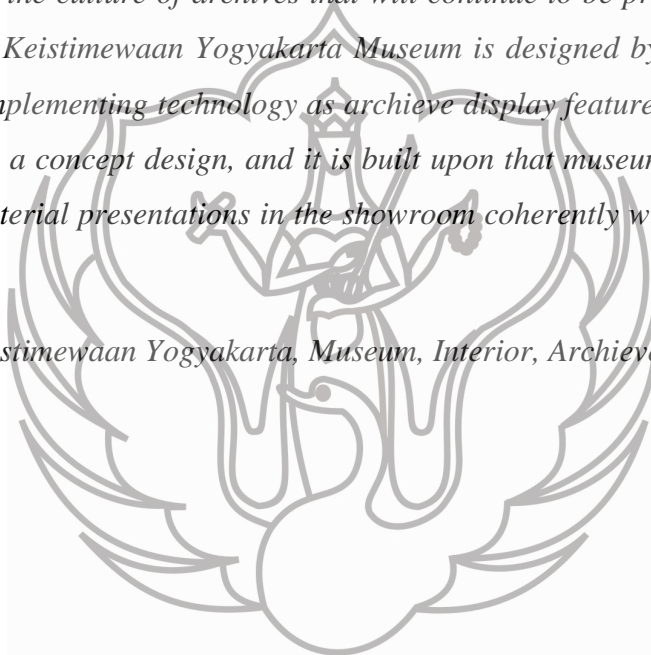 the culture of archives that will continue to be pr
Keistimewaan Yogyakarta Museum is designed by
nplementing technology as archieve display feature
a concept design, and it is built upon that museum
terial presentations in the showroom coherently w
stimewaan Yogyakarta, Museum, Interior, Archieve